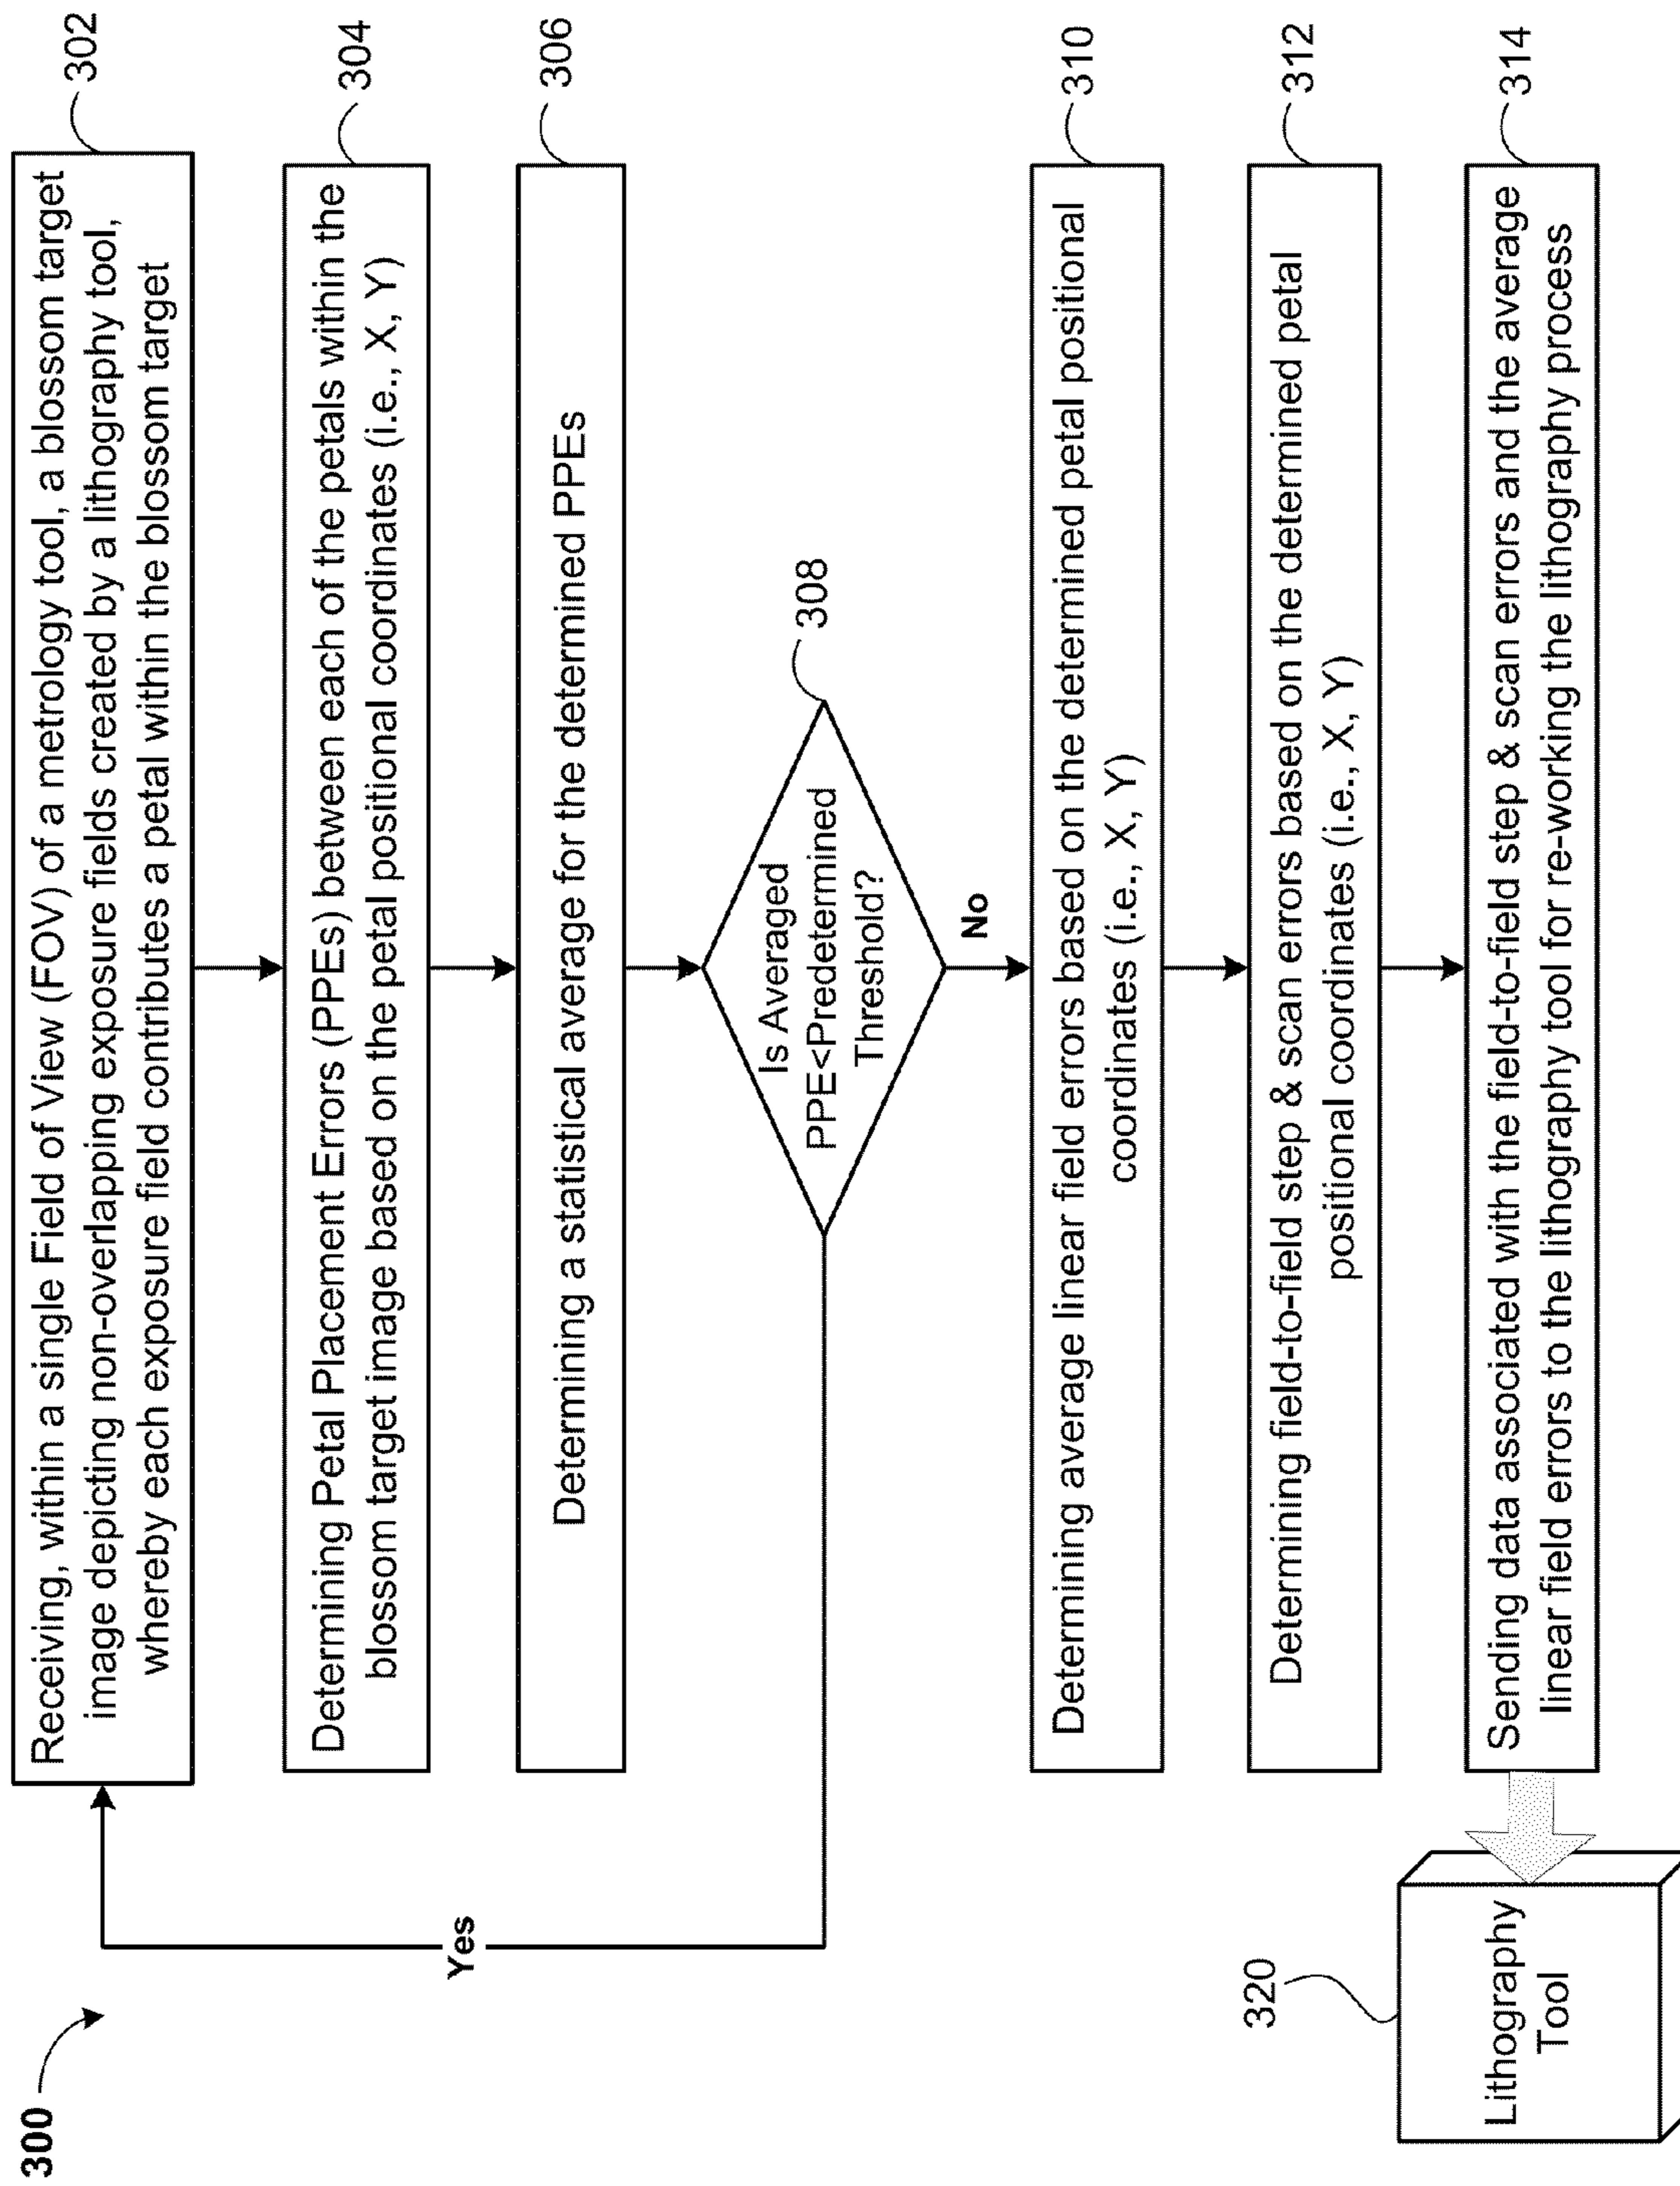 300
Receiving, within a single Field of View (FOV) of a metrology tool, a blossom target
image depicting non-overlapping exposure fields created by a lithography tool,
whereby each exposure field contributes a petal within the blossom target
302
Determining Petal Placement Errors (PPEs) between each of the petals within the
blossom target image based on the petal positional coordinates (i.e., X, Y)
304
Determining a statistical average for the determined PPEs
306
Yes
Is Averaged
PPE<Predetermined
Threshold?
308
No
Determining average linear field errors based on the determined petal positional
coordinates (i.e., X, Y)
310
Determining field-to-field step & scan errors based on the determined petal
positional coordinates (i.e., X, Y)
312
Sending data associated with the field-to-field step & scan errors and the average
linear field errors to the lithography tool for re-working the lithography process
314
320
Lithography
Tool